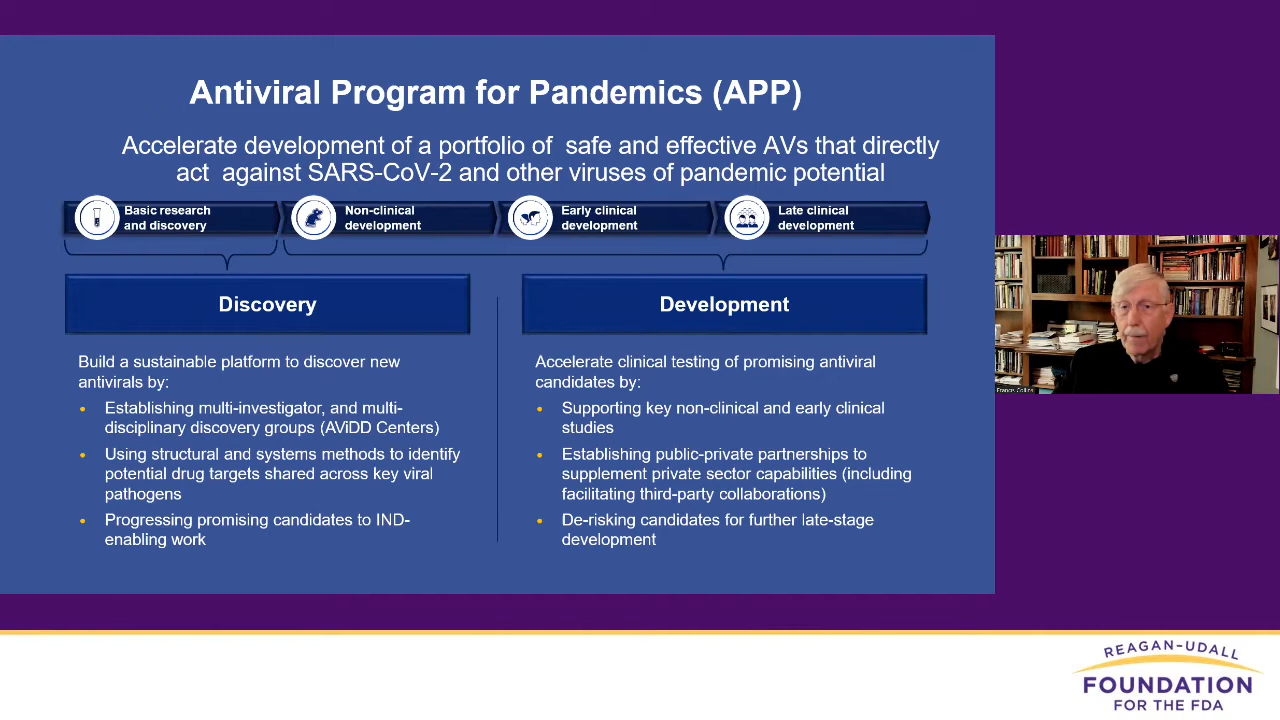 Antiviral Program for Pandemics (APP)
Accelerate development of a portfolio of safe and effective AVs that directly
act against SARS-CoV-2 and other viruses of pandemic potential
Basic research
and discovery
Non-clinical
development
Early clinical
development
Late clinical
development
Discovery
Build a sustainable platform to discover new
antivirals by:
• Establishing multi-investigator, and multi-
disciplinary discovery groups (AViDD Centers)
• Using structural and systems methods to identify
potential drug targets shared across key viral
pathogens
• Progressing promising candidates to IND-
enabling work
Development
Accelerate clinical testing of promising antiviral
candidates by:
• Supporting key non-clinical and early clinical
studies
• Establishing public-private partnerships to
supplement private sector capabilities (including
facilitating third-party collaborations)
• De-risking candidates for further late-stage
development
Francis Collins
REAGAN-UDALL
FOUNDATION
FOR THE FDA